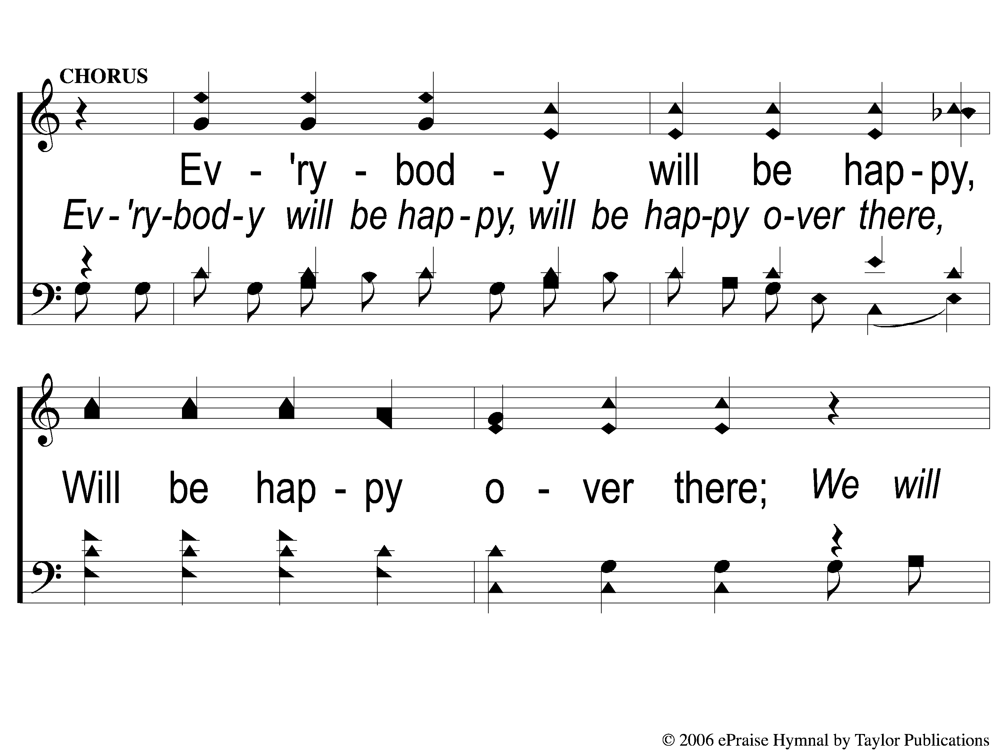 CHORUS
Ev - 'ry - bod - y will be hap - py,
Ev - 'ry-bod - y will be hap - py, will be hap-py o-ver there,
Will be hap - py o - ver there; We will
© 2006 ePraise Hymnal by Taylor Publications